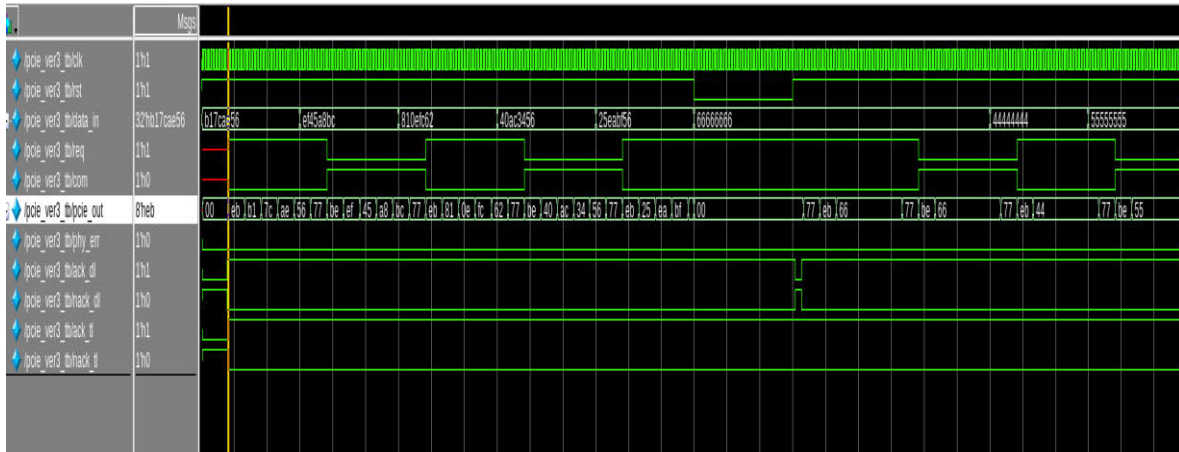 Msgs
/pcie_ver3_tb/clk 1'h1
/pcie_ver3_tb/rst 1'h1
/pcie_ver3_tb/data_in 32'hb17cae56 b17cae56 ef45a8bc 810efc62 40ac3456 25eabf56 66666666 44444444 55555555
/pcie_ver3_tb/req 1'h1
/pcie_ver3_tb/com 1'h0
/pcie_ver3_tb/pcie_out 8'heb 00 eb b1 7c ae 56 77 be ef 45 a8 bc 77 eb 81 0e fc 62 77 be 40 ac 34 56 77 eb 25 ea bf 00 77 eb 66 77 be 66 77 eb 44 77 be 55
/pcie_ver3_tb/phy_err 1'h0
/pcie_ver3_tb/ack_dl 1'h1
/pcie_ver3_tb/nack_dl 1'h0
/pcie_ver3_tb/ack_tl 1'h1
/pcie_ver3_tb/nack_tl 1'h0